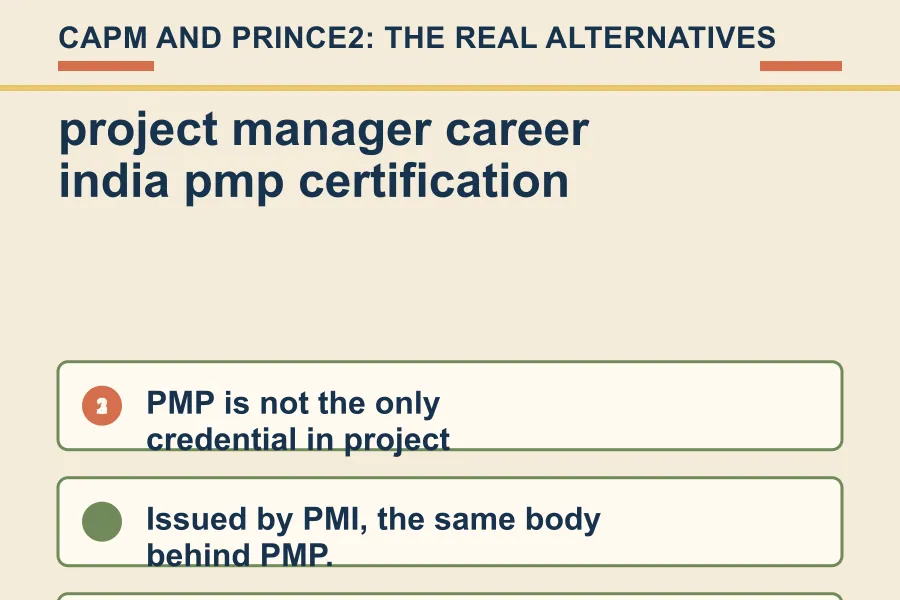 CAPM AND PRINCE2: THE REAL ALTERNATIVES
project manager career
india pmp certification
PMP is not the only
credential in project
Issued by PMI, the same body
behind PMP.